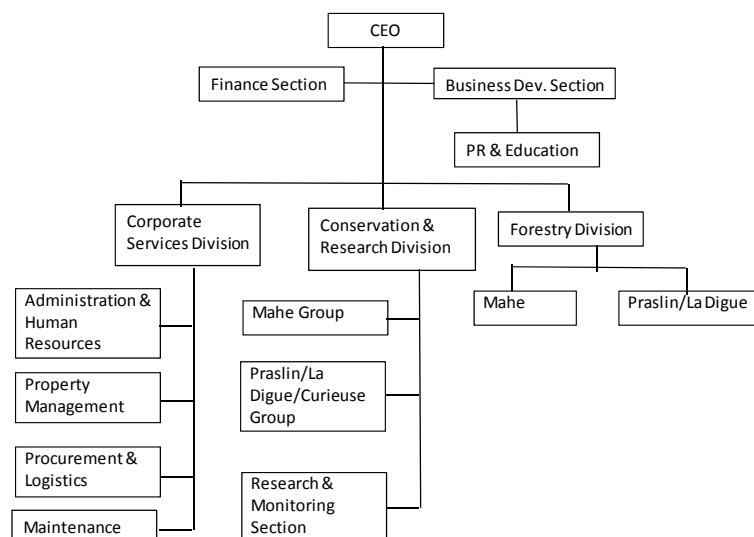 CEO
Finance Section
Business Dev. Section
PR & Education
Corporate
Services Division
Conservation &
Research Division
Forestry Division
Administration &
Human
Resources
Mahe Group
Mahe
Praslin/La Digue
Property
Management
Praslin/La
Digue/Curieuse
Group
Procurement &
Logistics
Research &
Monitoring
Section
Maintenance